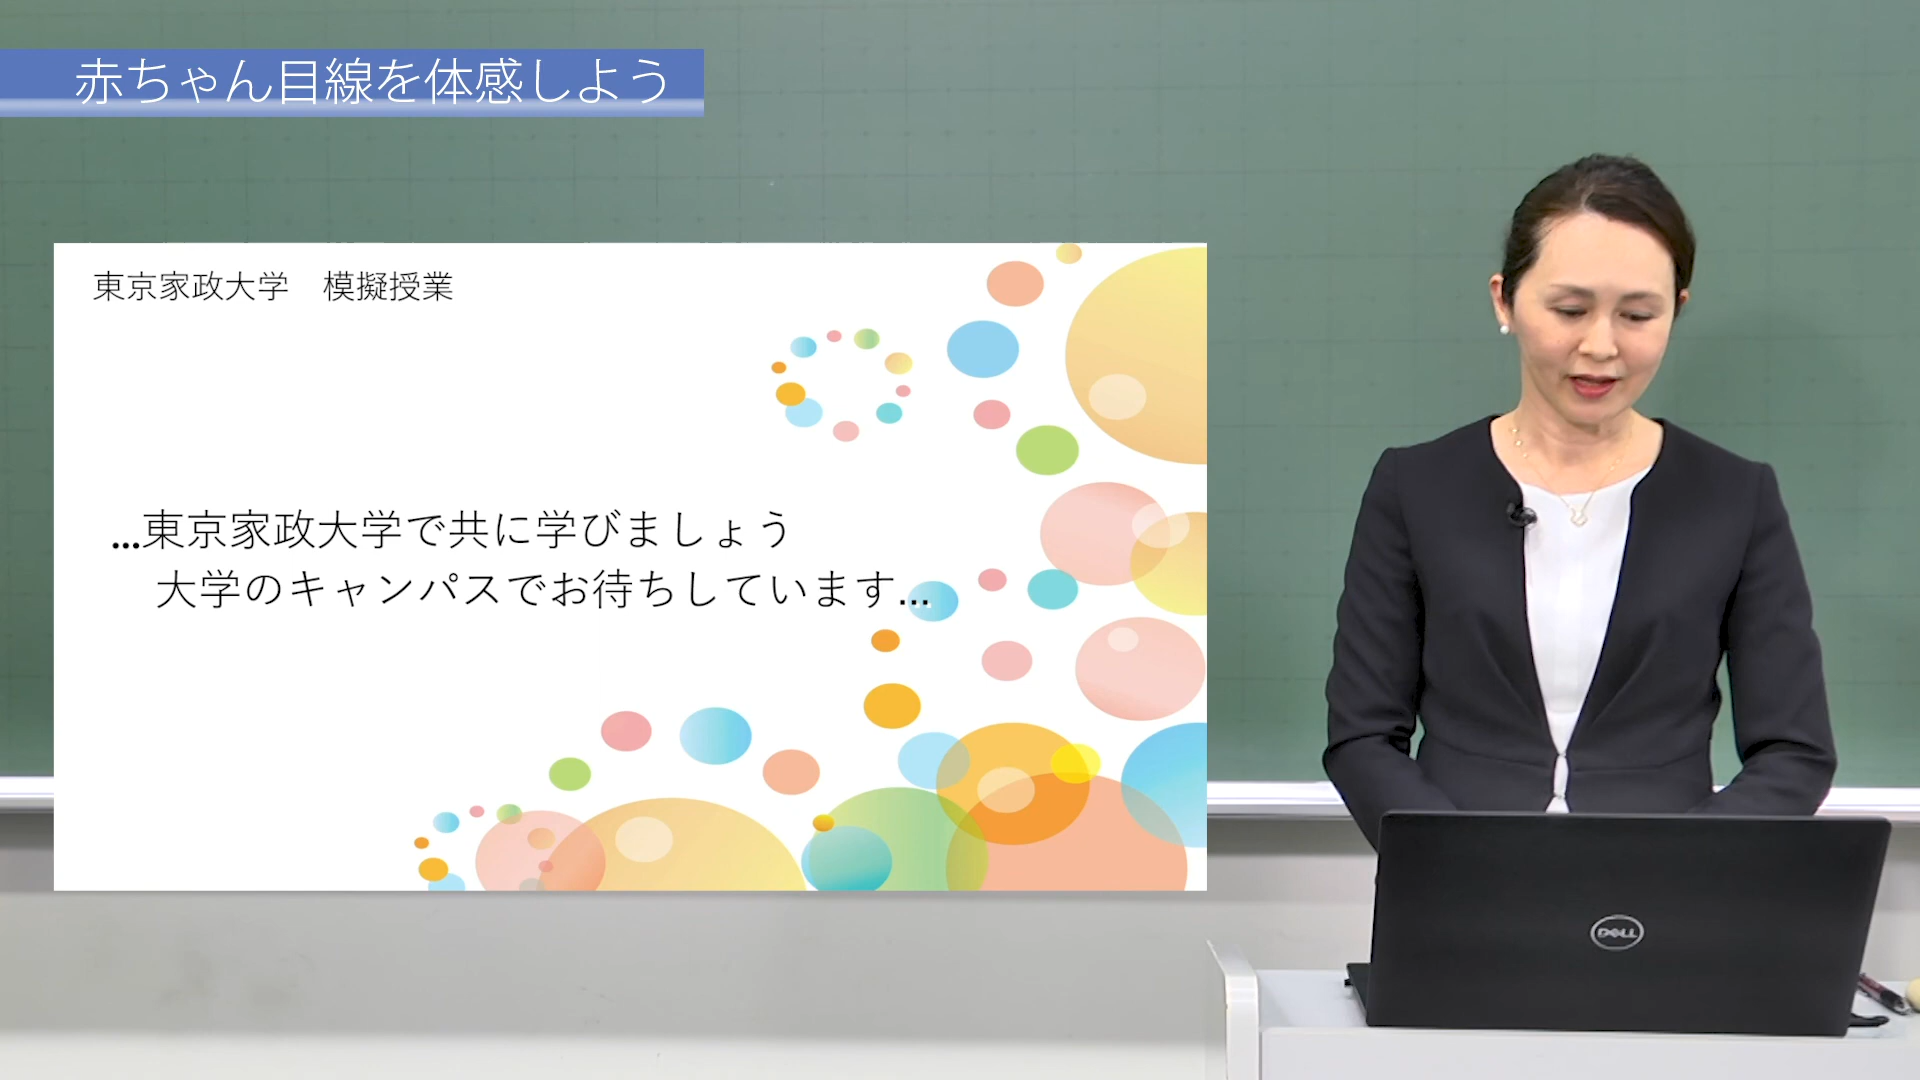 赤ちゃん目線を体感しよう
東京家政大学　模擬授業
...東京家政大学で共に学びましょう
大学のキャンパスでお待ちしています...
DELL